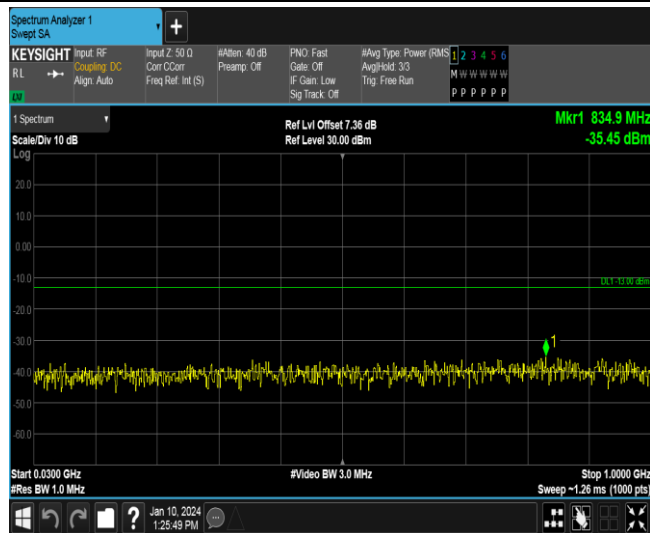 Spectrum Analyzer 1
Swept SA
+
KEYSIGHT
RL
Input: RF
Coupling: DC
Align: Auto
Input Z: 50 Ω
Corr CCorr
Freq Ref: Int (S)
#Atten: 40 dB
Preamp: Off
PNO: Fast
Gate: Off
IF Gain: Low
Sig Track: Off
#Avg Type: Power (RMS
Avg|Hold: 3/3
Trig: Free Run
1 2 3 4 5 6
M W W W W W
P P P P P P
1 Spectrum
Scale/Div 10 dB
Log
Ref Lvl Offset 7.36 dB
Ref Level 30.00 dBm
Mkr1 834.9 MHz
-35.45 dBm
20.0
10.0
0.00
-10.0
DL1 -13.00 dBm
-20.0
-30.0
1
-40.0
-50.0
-60.0
Start 0.0300 GHz
#Res BW 1.0 MHz
#Video BW 3.0 MHz
Stop 1.0000 GHz
Sweep ~1.26 ms (1000 pts)
?
Jan 10, 2024
1:25:49 PM